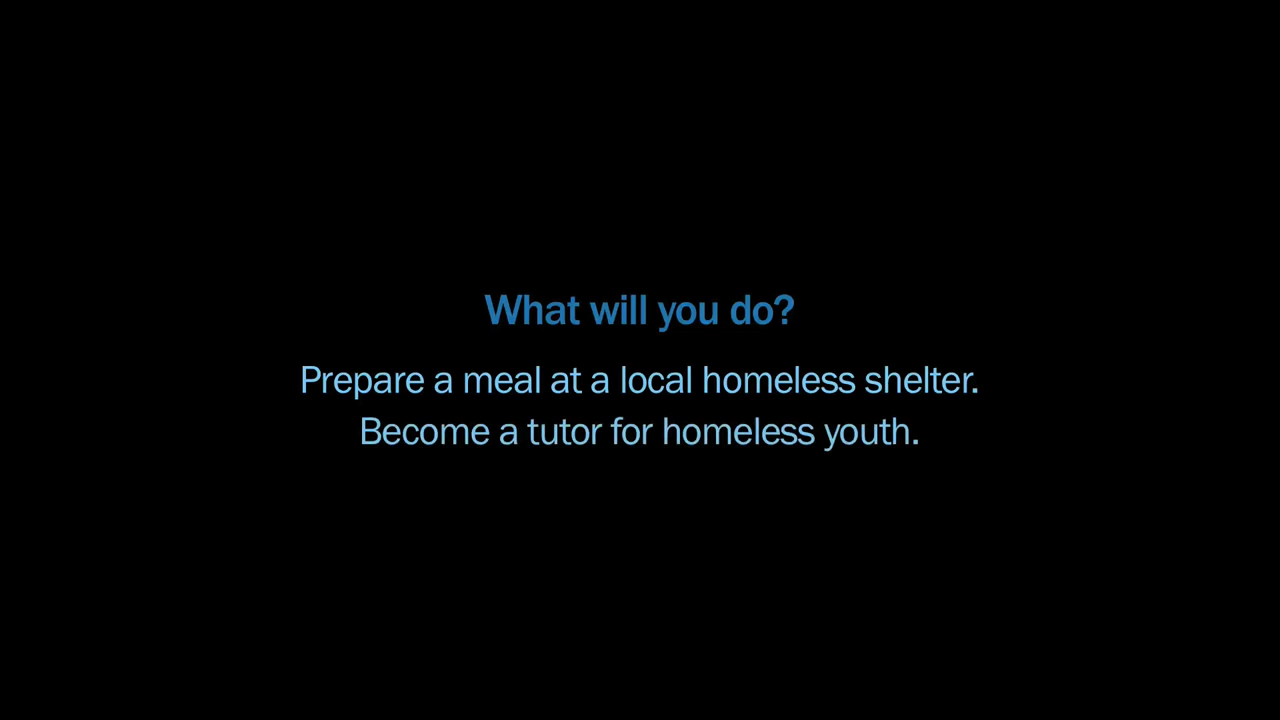 What will you do?
Prepare a meal at a local homeless shelter.
Become a tutor for homeless youth.